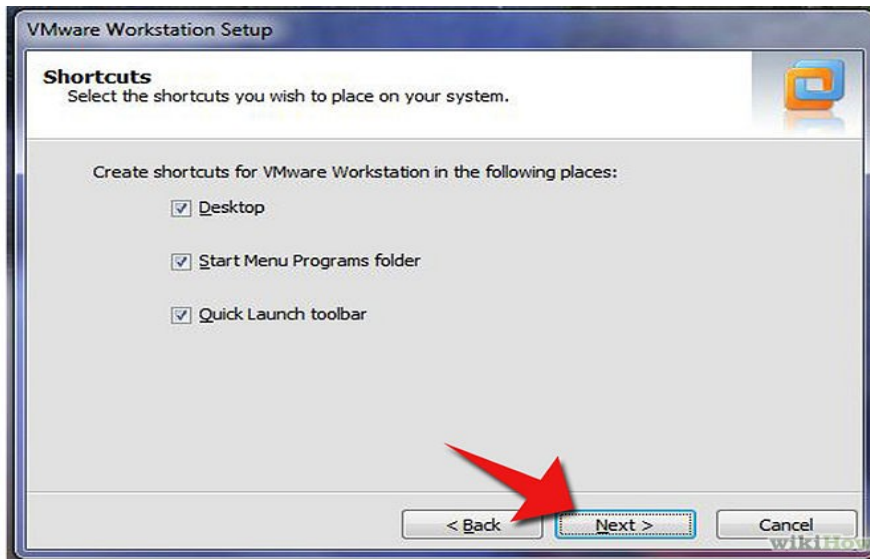 VMware Workstation Setup
Shortcuts
Select the shortcuts you wish to place on your system.
Create shortcuts for VMware Workstation in the following places:
Desktop
Start Menu Programs folder
Quick Launch toolbar
< Back
Next >
Cancel
wikiHow